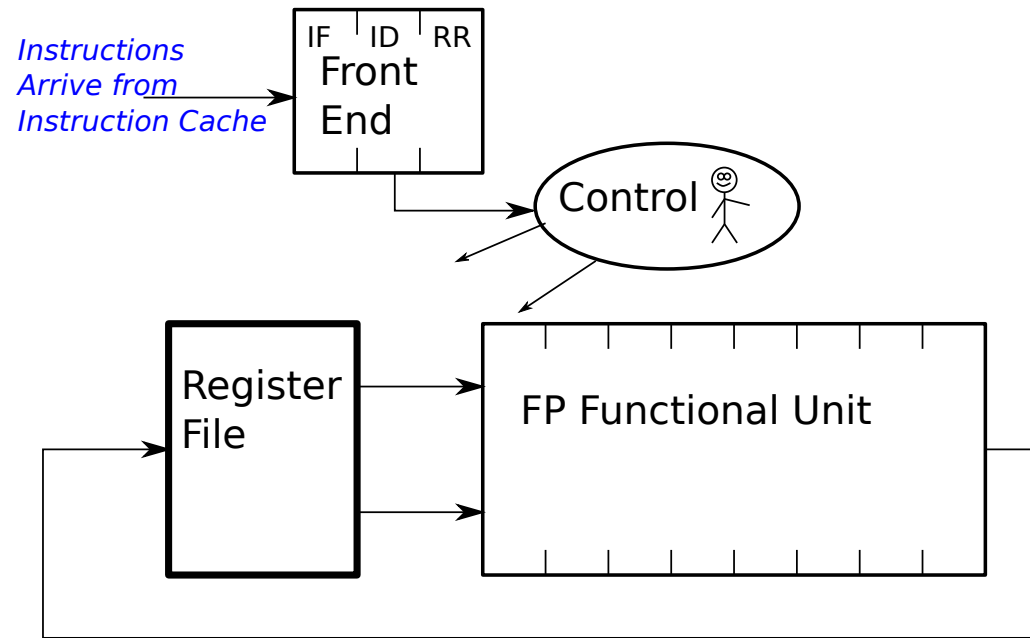 Instructions
Arrive from
Instruction Cache
IF ID RR
Front
End
Control
Register
File
FP Functional Unit